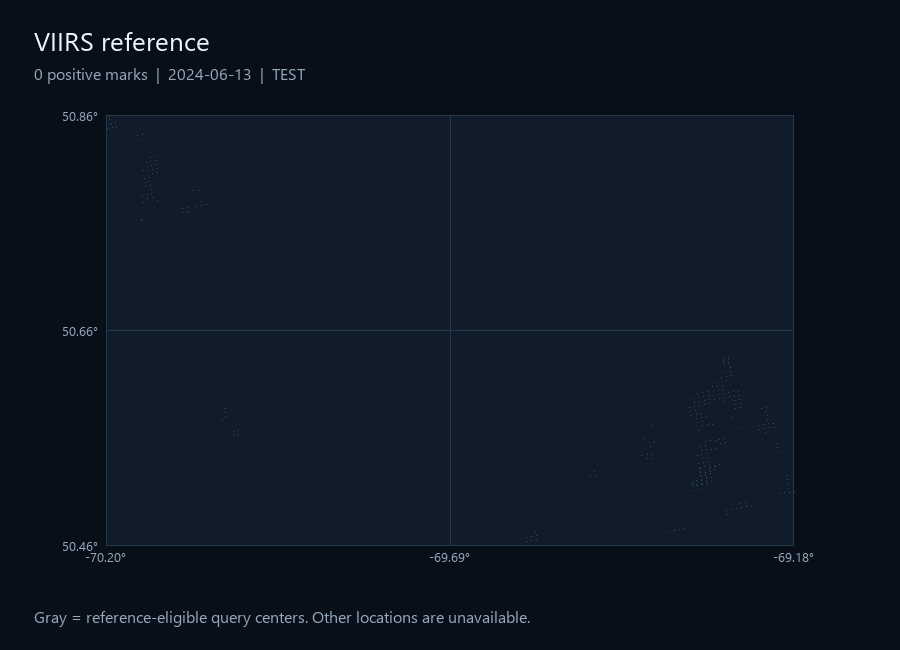 VIIRS reference
0 positive marks | 2024-06-13 | TEST
50.86°
50.66°
50.46°
-70.20°
-69.69°
-69.18°
Gray = reference-eligible query centers. Other locations are unavailable.